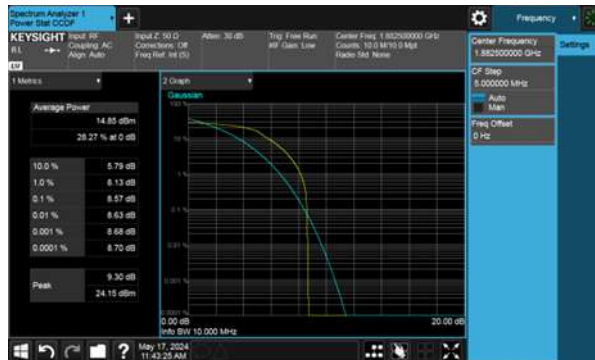 Spectrum Analyzer 1
Power Stat CCDF
Frequency
KEYSIGHT
Input: RF
Coupling: AC
Align: Auto
Input Z: 50 Ω
Corrections: Off
Freq Ref: Int (S)
Atten: 30 dB
Trig: Free Run
#IF Gain: Low
Center Freq: 1.882500000 GHz
Counts: 10.0 M/10.0 Mpt
Radio Std: None
RL
LW
Center Frequency
1.882500000 GHz
Settings
CF Step
5.000000 MHz
Auto
Man
Freq Offset
0 Hz
1 Metrics
2 Graph
Gaussian
Average Power
14.85 dBm
28.27 % at 0 dB
10.0 % 5.79 dB
1.0 % 8.13 dB
0.1 % 8.57 dB
0.01 % 8.63 dB
0.001 % 8.68 dB
0.0001 % 8.70 dB
Peak
9.30 dB
24.15 dBm
100 %
10 %
1 %
0.1 %
0.01 %
0.001 %
0.0001 %
0.00 dB
20.00 dB
Info BW 10.000 MHz
May 17, 2024
11:43:25 AM